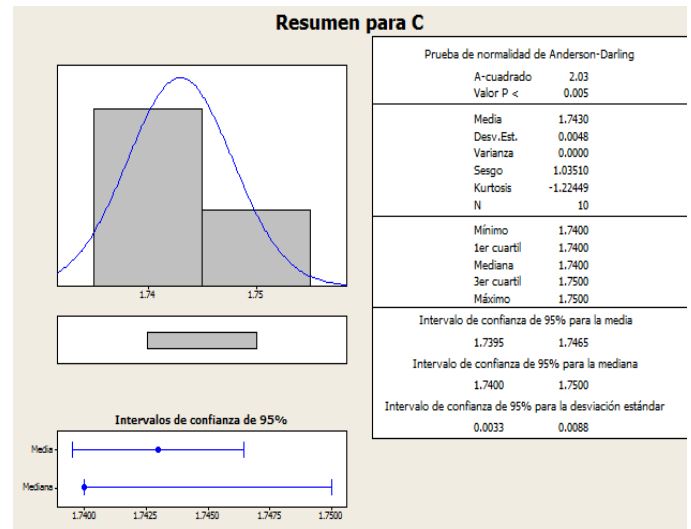 Resumen para C
1.74 1.75
Intervalos de confianza de 95%
Media
Mediana
1.7400 1.7425 1.7450 1.7475 1.7500
Prueba de normalidad de Anderson-Darling
A-cuadrado 2.03
Valor P < 0.005
Media 1.7430
Desv.Est. 0.0048
Varianza 0.0000
Sesgo 1.03510
Kurtosis -1.22449
N 10
Mínimo 1.7400
1er cuartil 1.7400
Mediana 1.7400
3er cuartil 1.7500
Máximo 1.7500
Intervalo de confianza de 95% para la media
1.7395 1.7465
Intervalo de confianza de 95% para la mediana
1.7400 1.7500
Intervalo de confianza de 95% para la desviación estándar
0.0033 0.0088